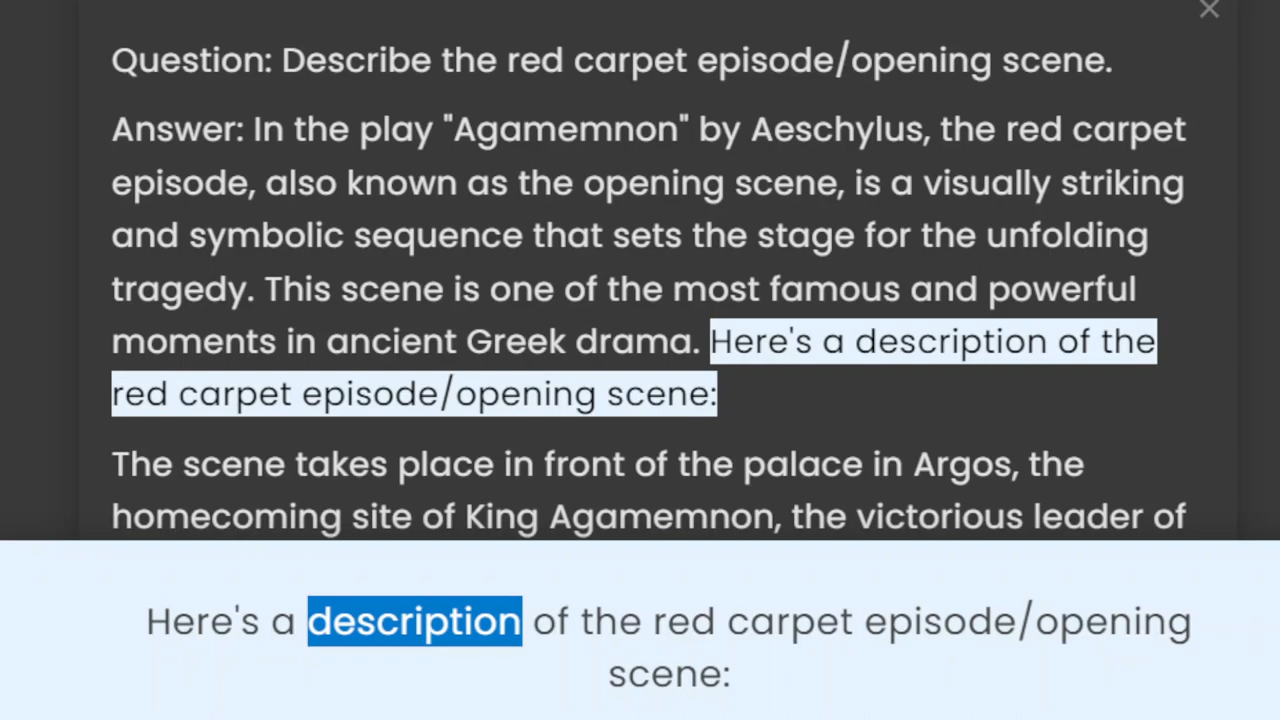 Question: Describe the red carpet episode/opening scene.
Answer: In the play "Agamemnon" by Aeschylus, the red carpet
episode, also known as the opening scene, is a visually striking
and symbolic sequence that sets the stage for the unfolding
tragedy. This scene is one of the most famous and powerful
moments in ancient Greek drama. Here's a description of the
red carpet episode/opening scene:
The scene takes place in front of the palace in Argos, the
homecoming site of King Agamemnon, the victorious leader of
Here's a description of the red carpet episode/opening
scene: